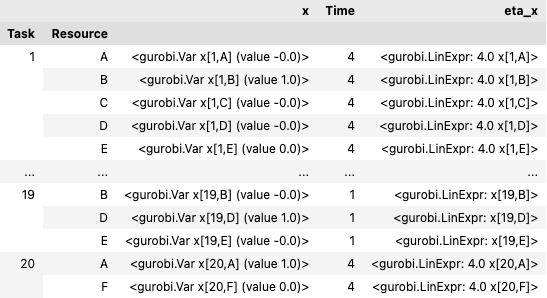 x Time eta_x
Task Resource
1 A <gurobi.Var x[1,A] (value -0.0)> 4 <gurobi.LinExpr: 4.0 x[1,A]>
B <gurobi.Var x[1,B] (value 1.0)> 4 <gurobi.LinExpr: 4.0 x[1,B]>
C <gurobi.Var x[1,C] (value -0.0)> 4 <gurobi.LinExpr: 4.0 x[1,C]>
D <gurobi.Var x[1,D] (value -0.0)> 4 <gurobi.LinExpr: 4.0 x[1,D]>
E <gurobi.Var x[1,E] (value 0.0)> 4 <gurobi.LinExpr: 4.0 x[1,E]>
... ... ... ... ...
19 B <gurobi.Var x[19,B] (value -0.0)> 1 <gurobi.LinExpr: x[19,B]>
D <gurobi.Var x[19,D] (value 1.0)> 1 <gurobi.LinExpr: x[19,D]>
E <gurobi.Var x[19,E] (value -0.0)> 1 <gurobi.LinExpr: x[19,E]>
20 A <gurobi.Var x[20,A] (value 1.0)> 4 <gurobi.LinExpr: 4.0 x[20,A]>
F <gurobi.Var x[20,F] (value 0.0)> 4 <gurobi.LinExpr: 4.0 x[20,F]>